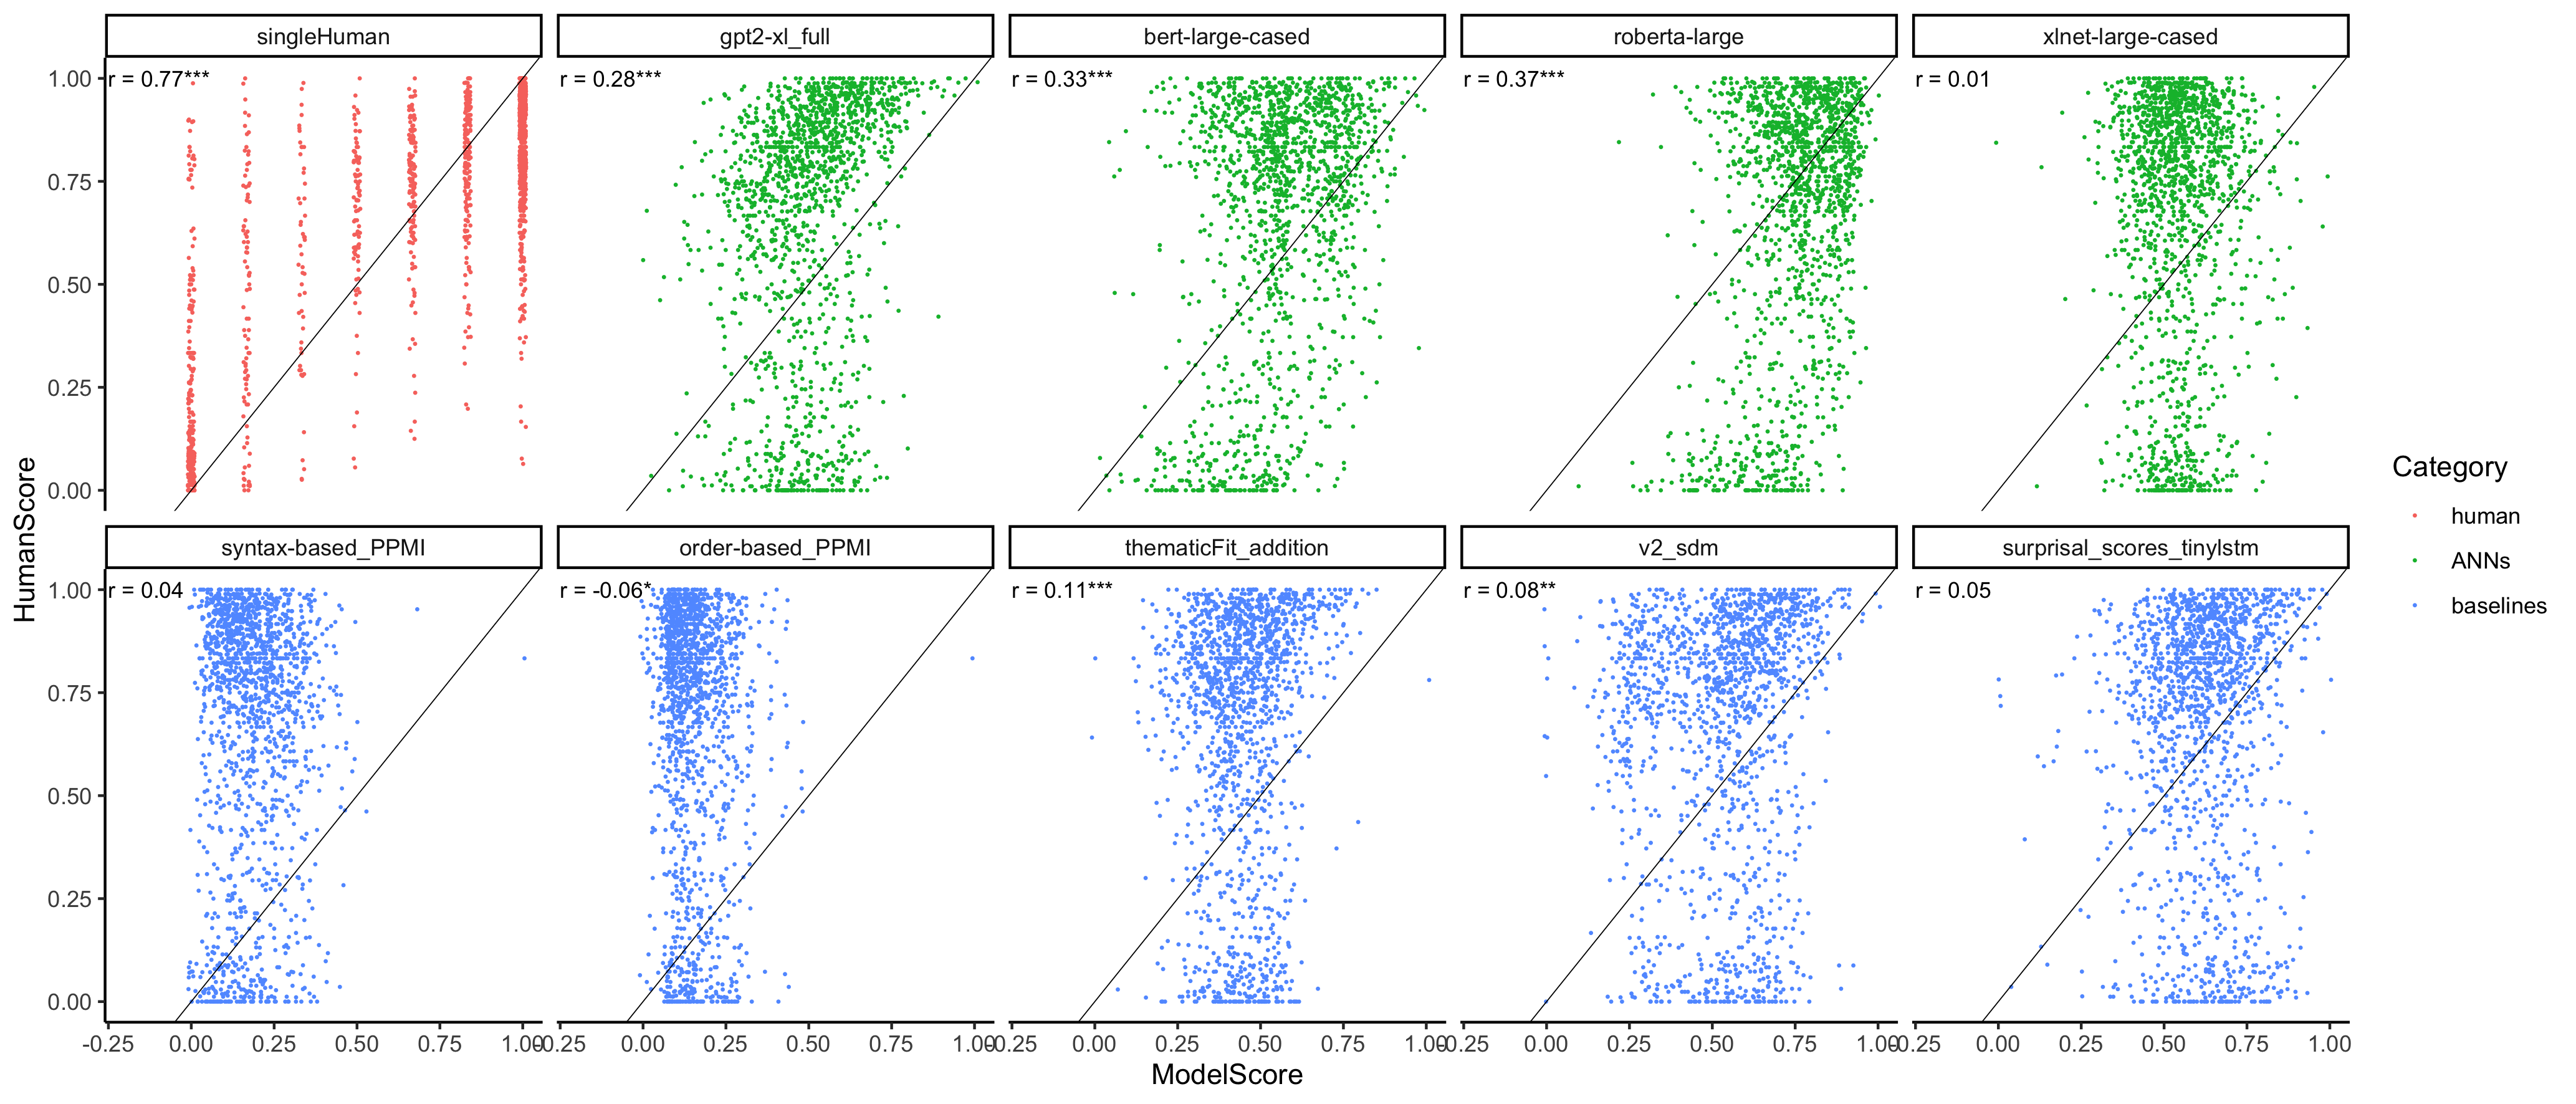 singleHuman
gpt2-xl_full
bert-large-cased
roberta-large
xlnet-large-cased
r = 0.77***
r = 0.28***
r = 0.33***
r = 0.37***
r = 0.01
1.00
0.75
0.50
0.25
0.00
syntax-based_PPMI
order-based_PPMI
thematicFit_addition
v2_sdm
surprisal_scores_tinylstm
r = 0.04
r = -0.06*
r = 0.11***
r = 0.08**
r = 0.05
1.00
0.75
0.50
0.25
0.00
-0.25 0.00 0.25 0.50 0.75 1.00
-0.25 0.00 0.25 0.50 0.75 1.00
-0.25 0.00 0.25 0.50 0.75 1.00
-0.25 0.00 0.25 0.50 0.75 1.00
-0.25 0.00 0.25 0.50 0.75 1.00
ModelScore
HumanScore
Category
human
ANNs
baselines